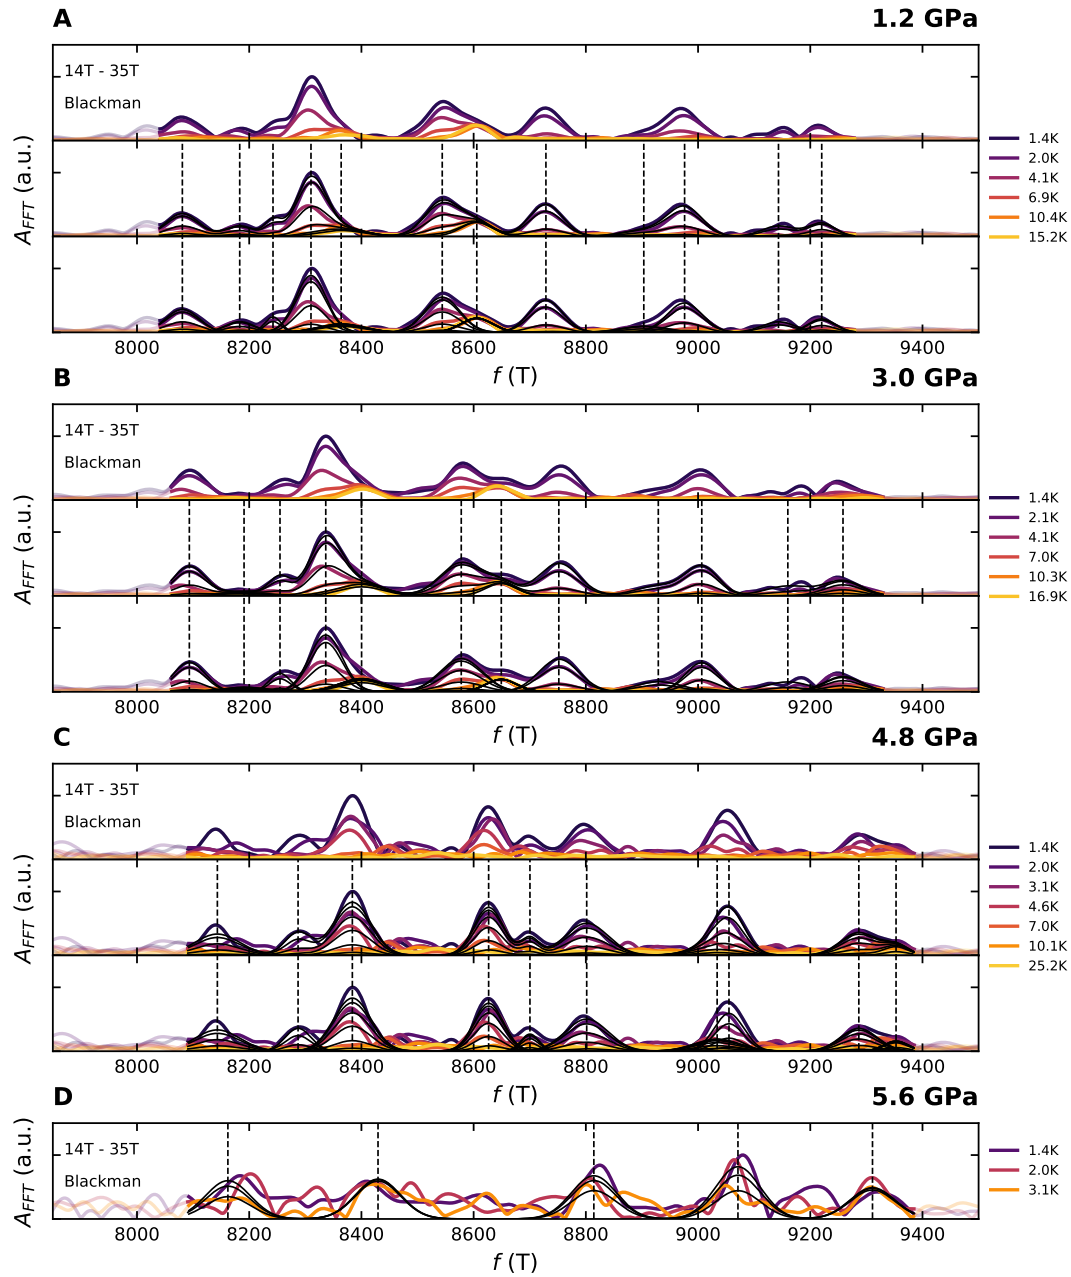 A 1.2 GPa
14T - 35T
Blackman
A_FFT (a.u.)
1.4K
2.0K
4.1K
6.9K
10.4K
15.2K
8000 8200 8400 8600 8800 9000 9200 9400
f (T)
B 3.0 GPa
14T - 35T
Blackman
A_FFT (a.u.)
1.4K
2.1K
4.1K
7.0K
10.3K
16.9K
8000 8200 8400 8600 8800 9000 9200 9400
f (T)
C 4.8 GPa
14T - 35T
Blackman
A_FFT (a.u.)
1.4K
2.0K
3.1K
4.6K
7.0K
10.1K
25.2K
8000 8200 8400 8600 8800 9000 9200 9400
f (T)
D 5.6 GPa
14T - 35T
Blackman
A_FFT (a.u.)
1.4K
2.0K
3.1K
8000 8200 8400 8600 8800 9000 9200 9400
f (T)